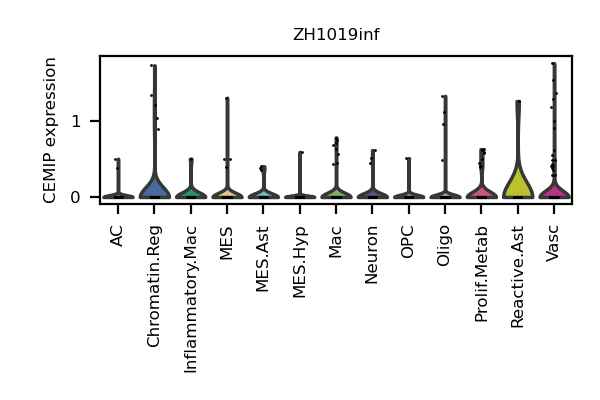 ZH1019inf
CEMIP expression
1
0
AC
Chromatin.Reg
Inflammatory.Mac
MES
MES.Ast
MES.Hyp
Mac
Neuron
OPC
Oligo
Prolif.Metab
Reactive.Ast
Vasc